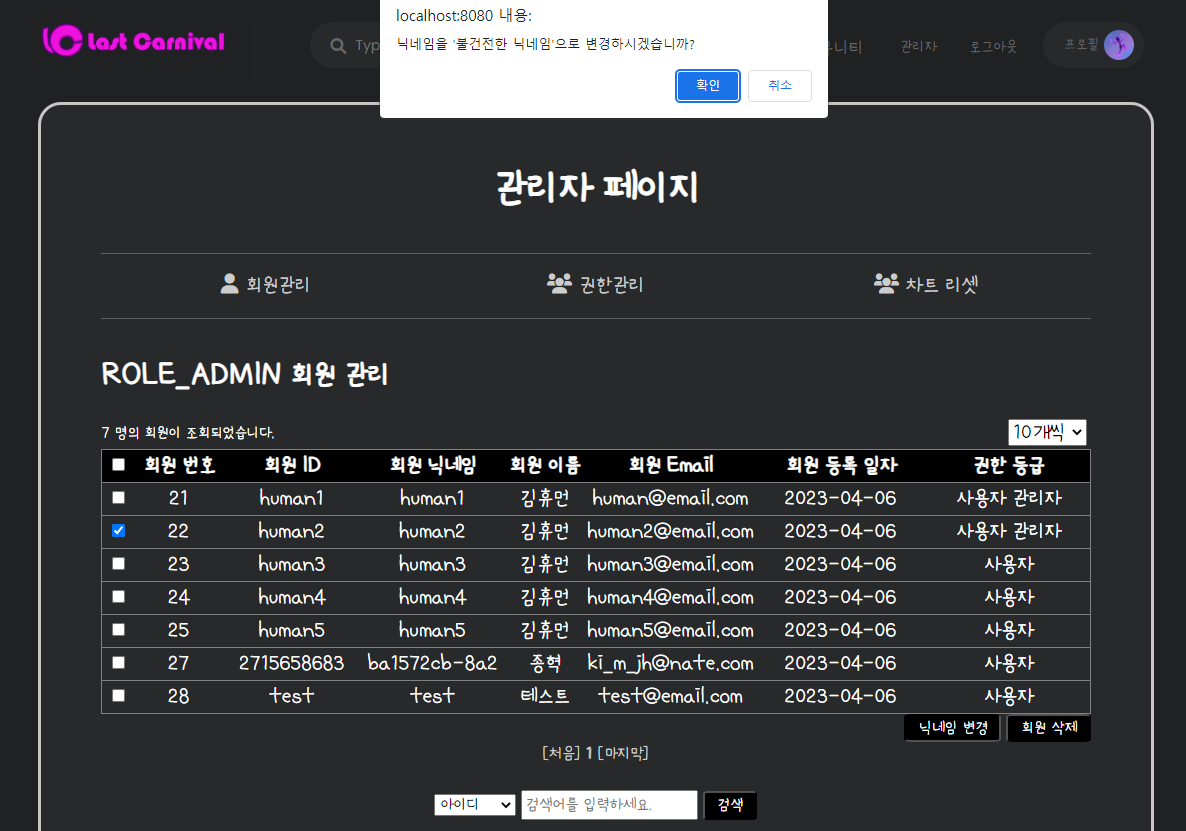 localhost:8080 내용:
닉네임을 '불건전한 닉네임'으로 변경하시겠습니까?
확인 취소
Last Carnival
Typ
관리자 로그아웃 프로필
관리자 페이지
회원관리 권한관리 차트 리셋
ROLE_ADMIN 회원 관리
7 명의 회원이 조회되었습니다.
10개씩
회원 번호 회원 ID 회원 닉네임 회원 이름 회원 Email 회원 등록 일자 권한 등급
21 human1 human1 김휴먼 human@email.com 2023-04-06 사용자 관리자
22 human2 human2 김휴먼 human2@email.com 2023-04-06 사용자 관리자
23 human3 human3 김휴먼 human3@email.com 2023-04-06 사용자
24 human4 human4 김휴먼 human4@email.com 2023-04-06 사용자
25 human5 human5 김휴먼 human5@email.com 2023-04-06 사용자
27 2715658683 ba1572cb-8a2 종혁 ki_m_jh@nate.com 2023-04-06 사용자
28 test test 테스트 test@email.com 2023-04-06 사용자
닉네임 변경 회원 삭제
[처음] 1 [마지막]
아이디 검색어를 입력하세요. 검색